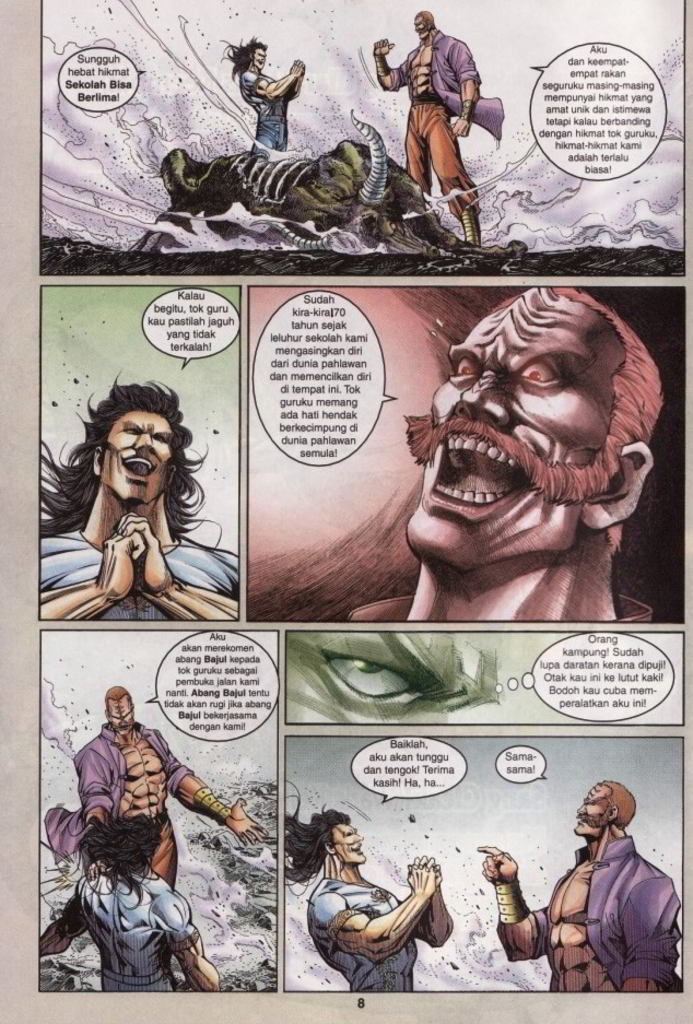 Sungguh
hebat hikmat
Sekolah Bisa
Berlima!
Aku
dan keempat-
empat rakan
seguruku masing-masing
mempunyai hikmat yang
amat unik dan istimewa
tetapi kalau berbanding
dengan hikmat tok guruku,
hikmat-hikmat kami
adalah terlalu
biasa!
Kalau
begitu, tok guru
kau pastilah jaguh
yang tidak
terkalah!
Sudah
kira-kira 70
tahun sejak
leluhur sekolah kami
mengasingkan diri
dari dunia pahlawan
dan memencilkan diri
di tempat ini. Tok
guruku memang
ada hati hendak
berkecimpung di
dunia pahlawan
semula!
Aku
akan merekomen
abang Bajul kepada
tok guruku sebagai
pembuka jalan kami
nanti. Abang Bajul tentu
tidak akan rugi jika abang
Bajul bekerjasama
dengan kami!
Orang
kampung! Sudah
lupa daratan kerana dipuji!
Otak kau ini ke lutut kaki!
Bodoh kau cuba mem-
peralatkan aku ini!
Baiklah,
aku akan tunggu
dan tengok! Terima
kasih! Ha, ha...
Sama-
sama!
8